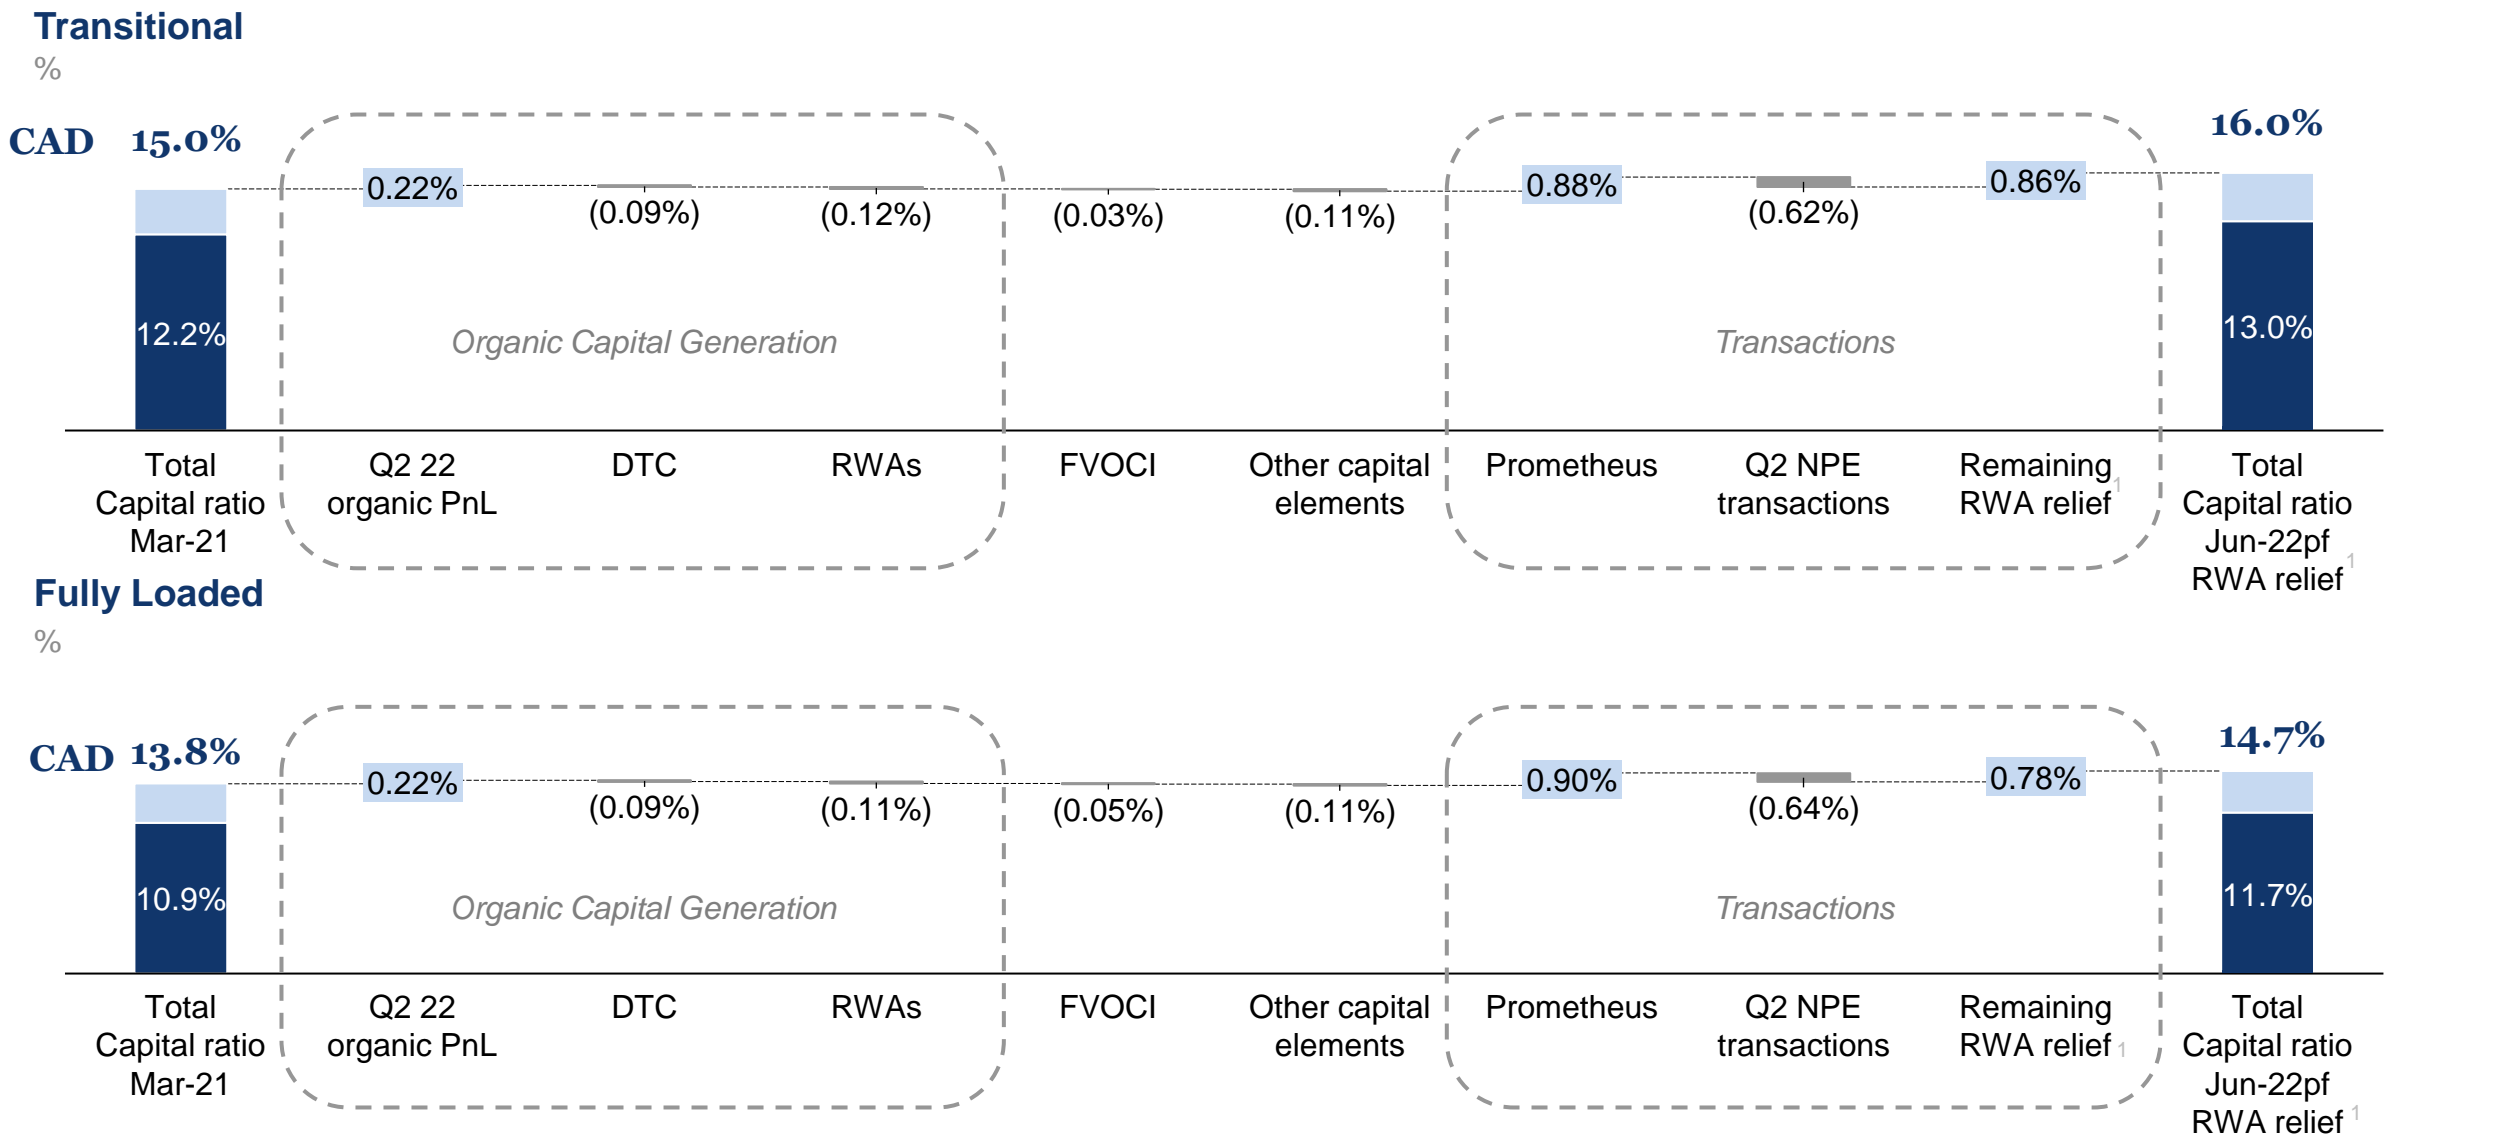 Transitional
%
CAD 15.0% 16.0%
0.22% (0.09%) (0.12%) (0.03%) (0.11%) 0.88% (0.62%) 0.86%
12.2% Organic Capital Generation Transactions 13.0%
Total Q2 22 DTC RWAs FVOCI Other capital Prometheus Q2 NPE Remaining Total
Capital ratio organic PnL elements transactions RWA relief 1 Capital ratio
Mar-21 Jun-22pf
RWA relief 1
Fully Loaded
%
CAD 13.8% 14.7%
0.22% (0.09%) (0.11%) (0.05%) (0.11%) 0.90% (0.64%) 0.78%
10.9% Organic Capital Generation Transactions 11.7%
Total Q2 22 DTC RWAs FVOCI Other capital Prometheus Q2 NPE Remaining Total
Capital ratio organic PnL elements transactions RWA relief 1 Capital ratio
Mar-21 Jun-22pf
RWA relief 1